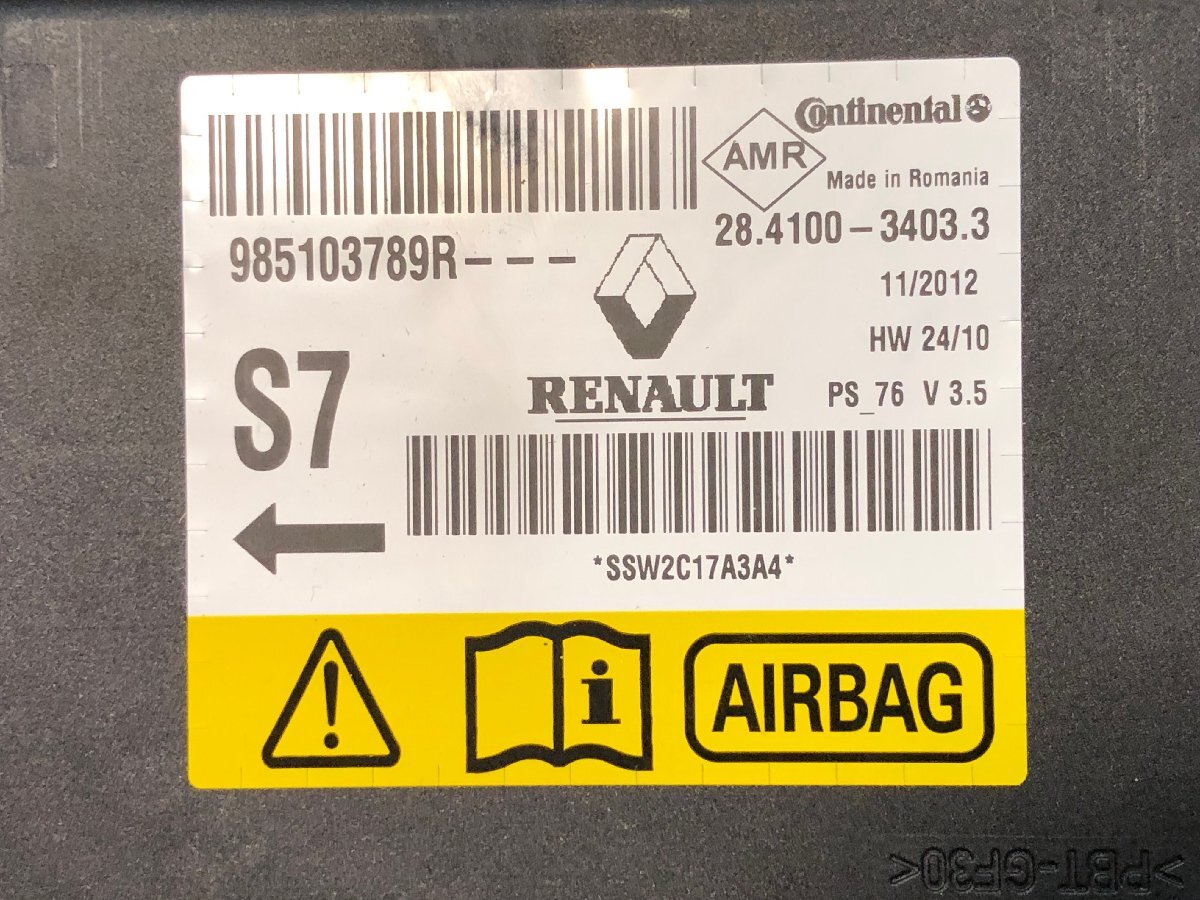 Continental
AMR
Made in Romania
985103789R---
28.4100-3403.3
11/2012
HW 24/10
S7
RENAULT
PS_76 V 3.5
*SSW2C17A3A4*
i
AIRBAG
>PBT-GF30<